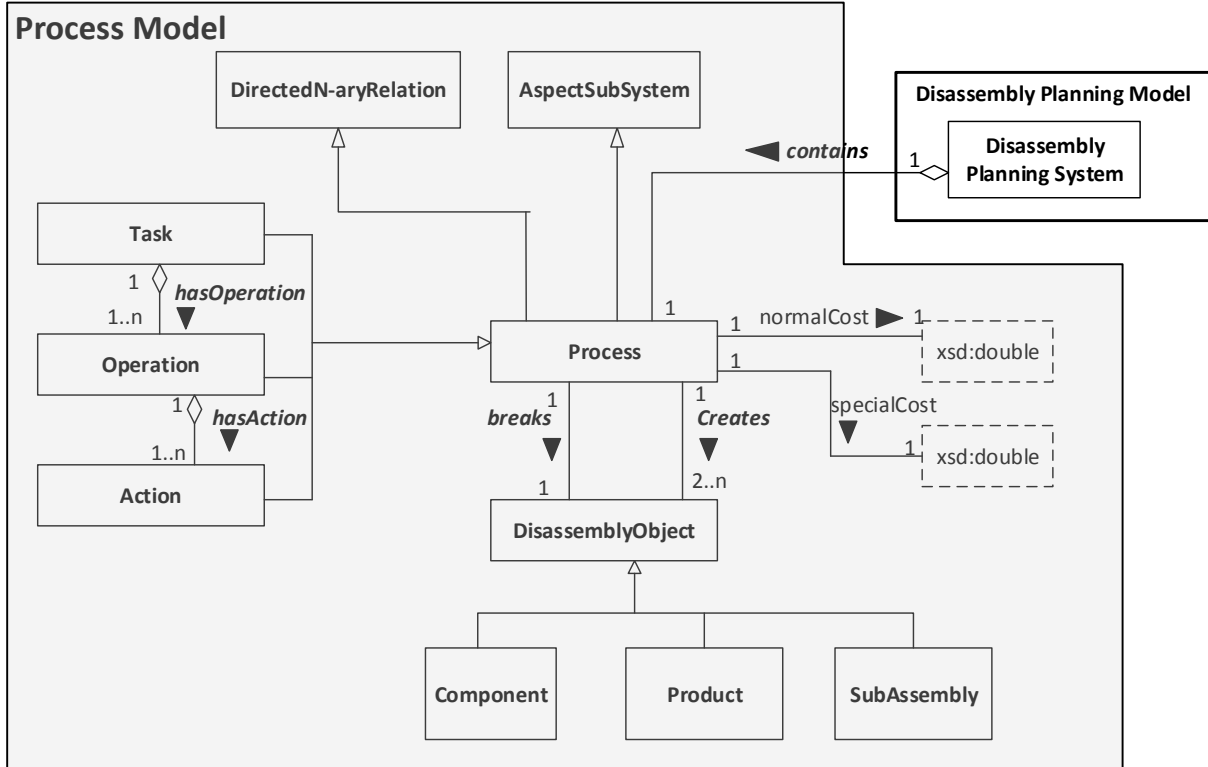 Process Model
DirectedN-aryRelation
AspectSubSystem
Disassembly Planning Model
Disassembly
Planning System
contains
1
Task
1
hasOperation
1..n
Operation
1
hasAction
1..n
Action
Process
1
1
normalCost
1
xsd:double
1
specialCost
1
xsd:double
1
breaks
1
1
Creates
2..n
DisassemblyObject
Component
Product
SubAssembly